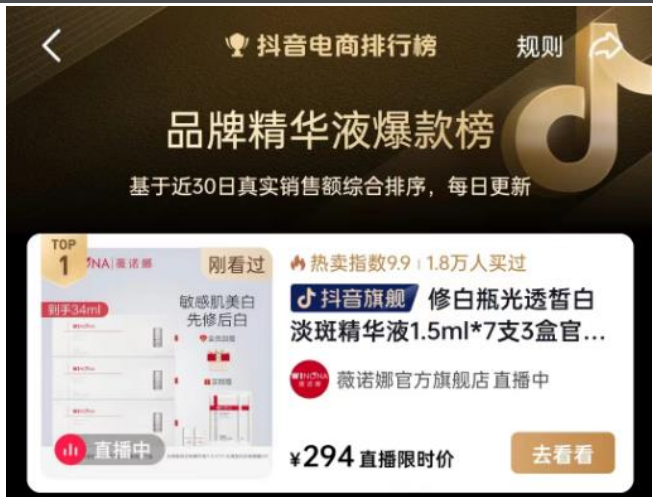 抖音电商排行榜
规则
品牌精华液爆款榜
基于近30日真实销售额综合排序，每日更新
TOP
1
NA|薇诺娜
刚看过
到手34ml
敏感肌美白
先修后白
直播中
热卖指数9.9 | 1.8万人买过
抖音旗舰 修白瓶光透皙白
淡斑精华液1.5ml*7支3盒官...
WINONA
薇诺娜
薇诺娜官方旗舰店 直播中
¥294 直播限时价
去看看